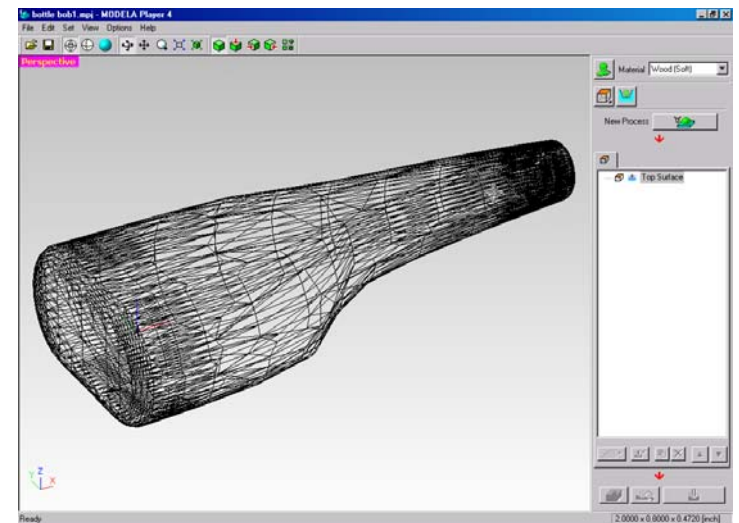 bottle bob1.mpj - MODELA Player 4
File Edit Set View Options Help
Perspective
Material Wood (Soft)
New Process
Top Surface
Z
Y X
Ready
2.0000 x 0.8000 x 0.4720 [inch]